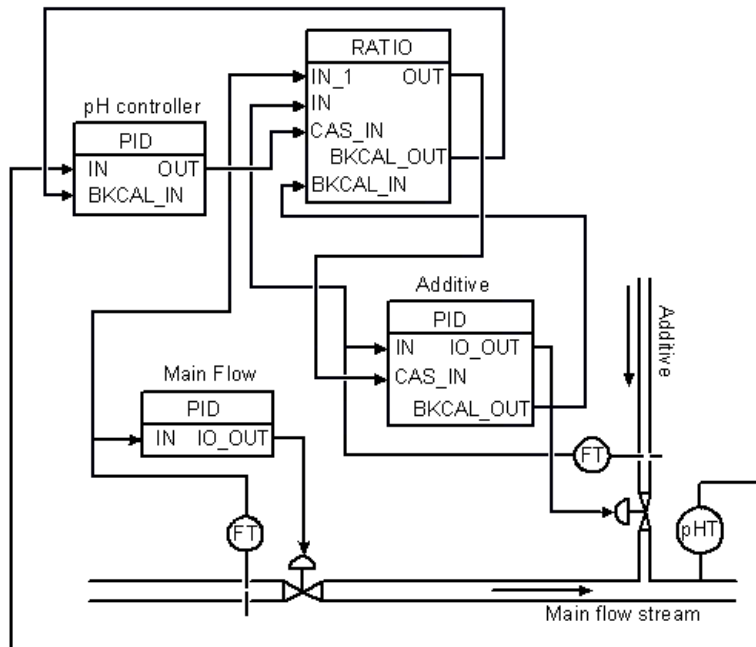 RATIO
IN_1 OUT
IN
CAS_IN
BKCAL_OUT
BKCAL_IN
pH controller
PID
IN OUT
BKCAL_IN
Additive
PID
IN IO_OUT
CAS_IN
BKCAL_OUT
Additive
Main Flow
PID
IN IO_OUT
FT
FT
pHT
Main flow stream